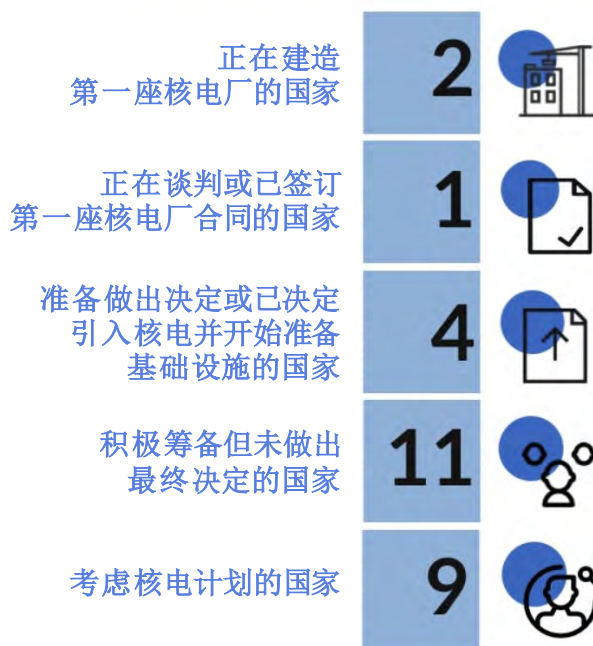 正在建造
第一座核电厂的国家
2
正在谈判或已签订
第一座核电厂合同的国家
1
准备做出决定或已决定
引入核电并开始准备
基础设施的国家
4
积极筹备但未做出
最终决定的国家
11
考虑核电计划的国家
9